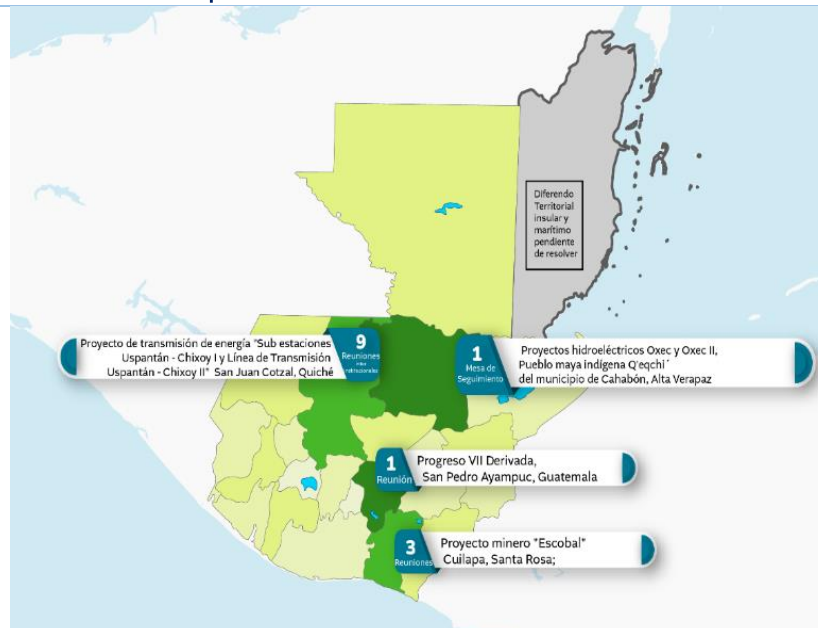 Diferendo
Territorial
insular y
marítimo
pendiente
de resolver
Proyecto de transmisión de energía "Sub estaciones
Uspantán - Chixoy I y Línea de Transmisión
Uspantán - Chixoy II" San Juan Cotzal, Quiché
9
Reuniones
1
Mesa de
Seguimiento
Proyectos hidroeléctricos Oxec y Oxec II,
Pueblo maya indígena Q'eqchi´
del municipio de Cahabón, Alta Verapaz
1
Reunión
Progreso VII Derivada,
San Pedro Ayampuc, Guatemala
3
Reuniones
Proyecto minero "Escobal"
Cuilapa, Santa Rosa;